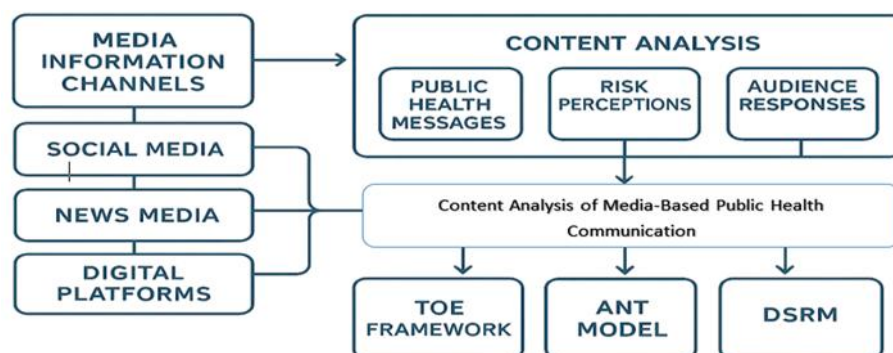 MEDIA
INFORMATION
CHANNELS
SOCIAL MEDIA
NEWS MEDIA
DIGITAL
PLATFORMS
CONTENT ANALYSIS
PUBLIC
HEALTH
MESSAGES
RISK
PERCEPTIONS
AUDIENCE
RESPONSES
Content Analysis of Media-Based Public Health
Communication
TOE
FRAMEWORK
ANT
MODEL
DSRM